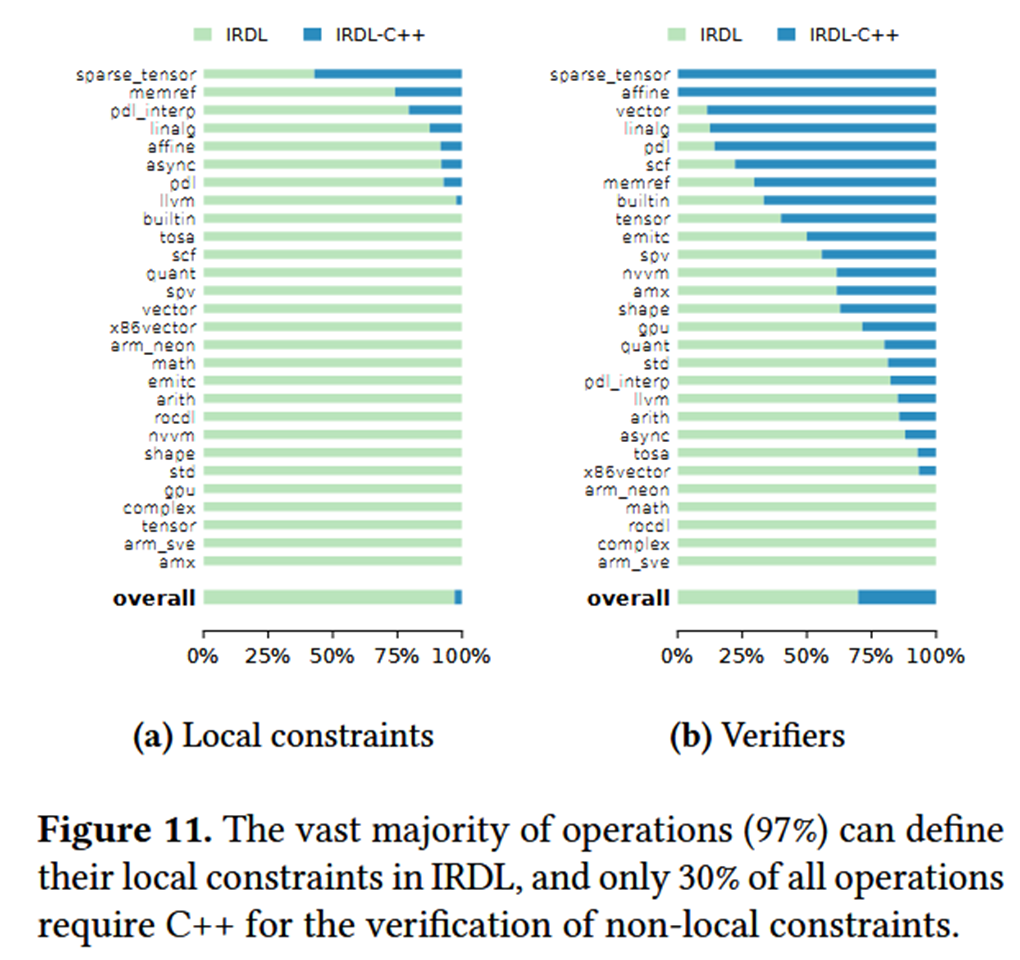 IRDL IRDL-C++
sparse_tensor
memref
pdl_interp
linalg
affine
async
pdl
llvm
builtin
tosa
scf
quant
spv
vector
x86vector
arm_neon
math
emitc
arith
rocdl
nvvm
shape
std
gpu
complex
tensor
arm_sve
amx
overall
0% 25% 50% 75% 100%
(a) Local constraints
IRDL IRDL-C++
sparse_tensor
affine
vector
linalg
pdl
scf
memref
builtin
tensor
emitc
spv
nvvm
amx
shape
gpu
quant
std
pdl_interp
llvm
arith
async
tosa
x86vector
arm_neon
math
rocdl
complex
arm_sve
overall
0% 25% 50% 75% 100%
(b) Verifiers
Figure 11. The vast majority of operations (97%) can define
their local constraints in IRDL, and only 30% of all operations
require C++ for the verification of non-local constraints.